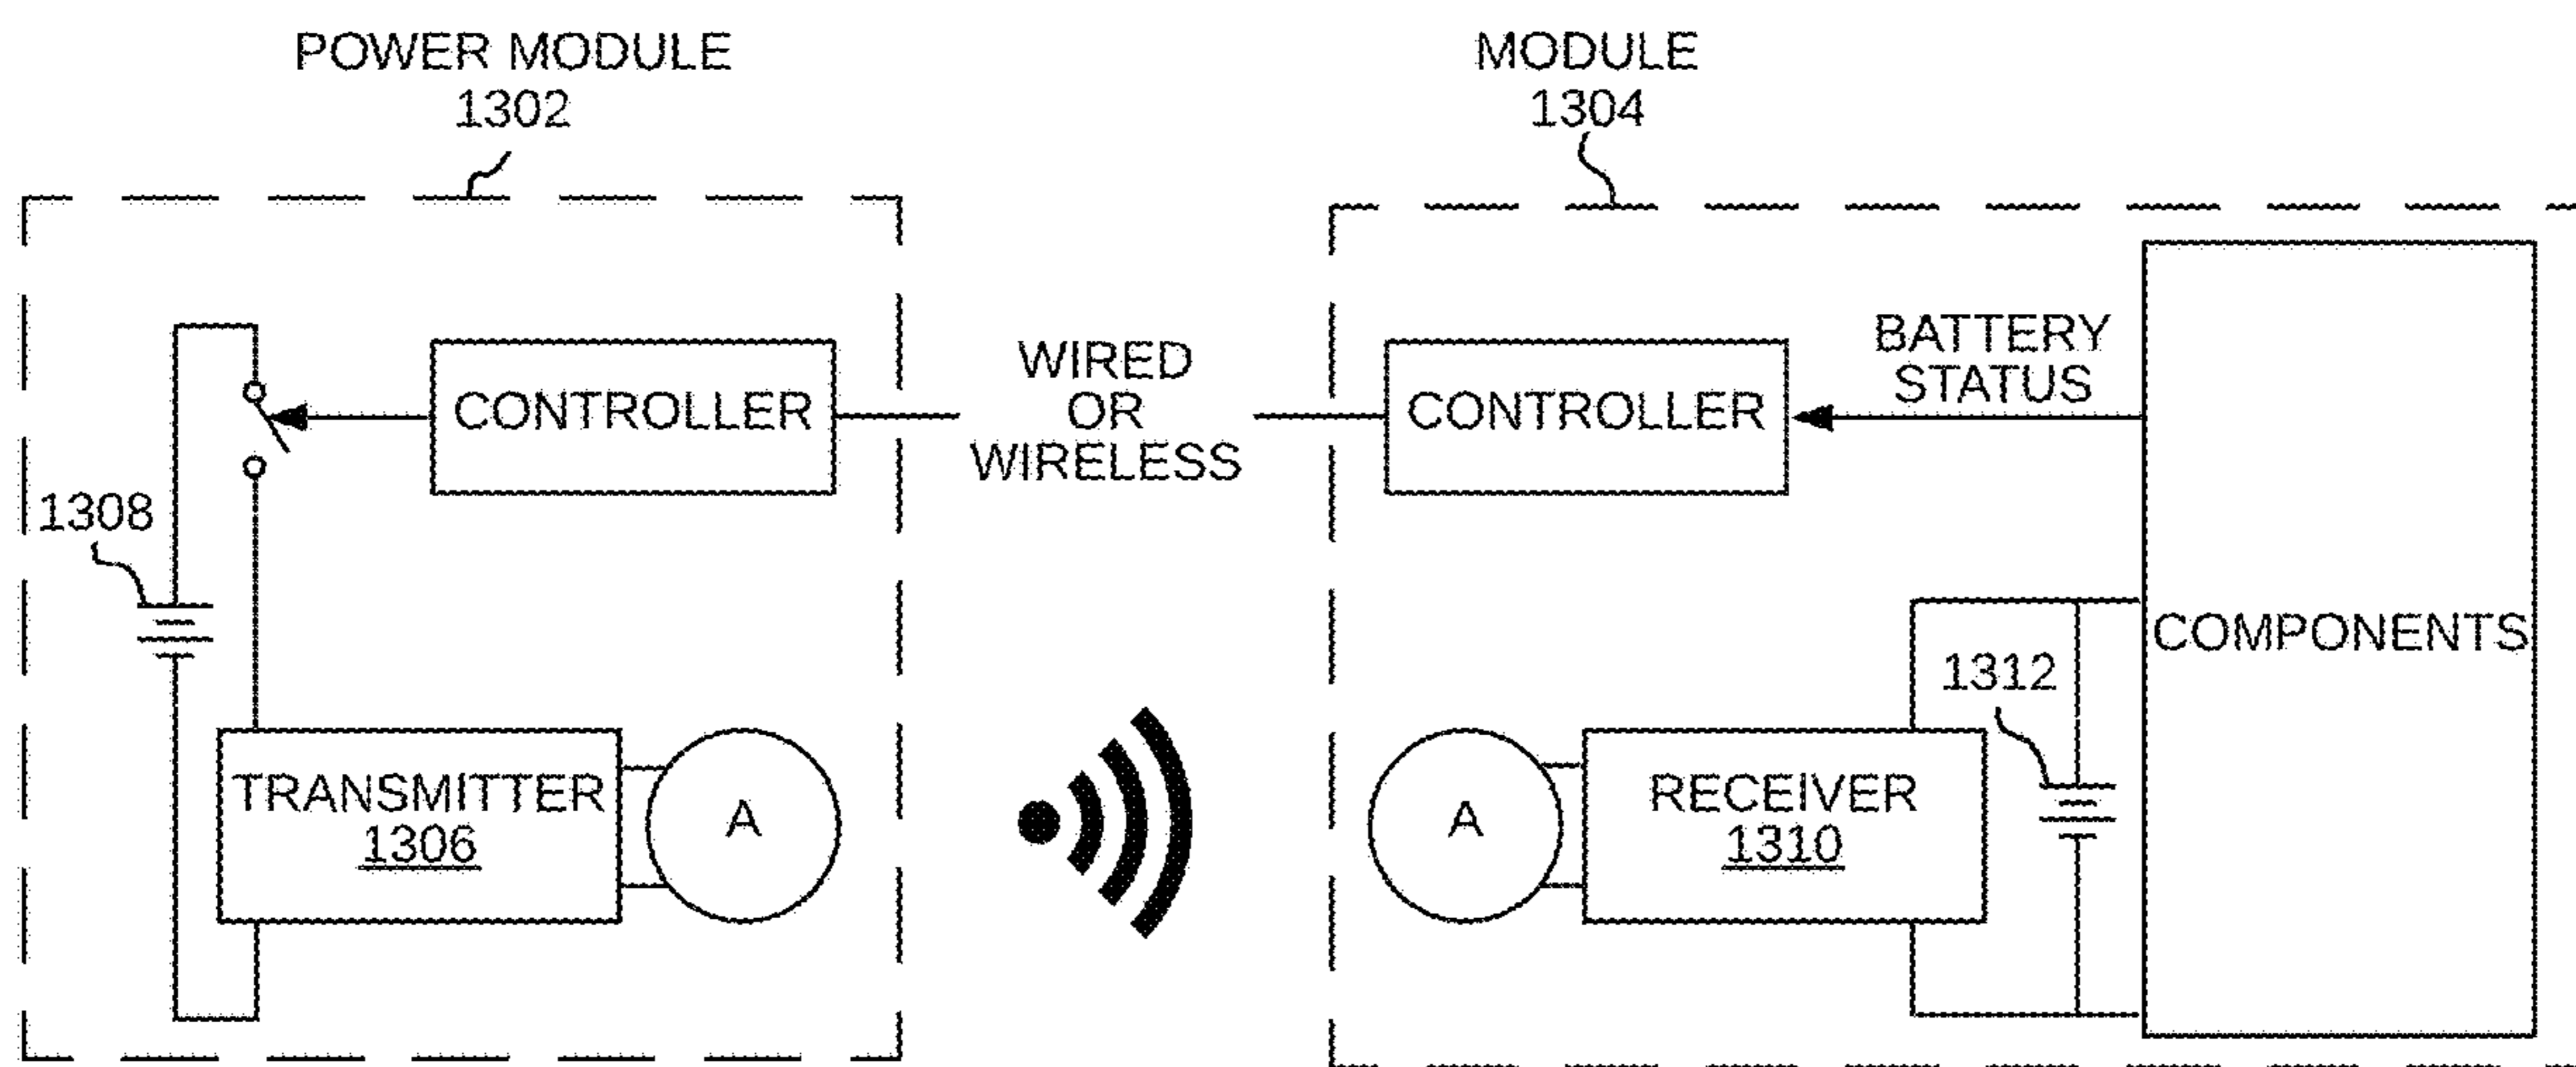 POWER MODULE
1302
MODULE
1304
CONTROLLER
WIRED
OR
WIRELESS
CONTROLLER
BATTERY
STATUS
1308
COMPONENTS
1312
TRANSMITTER
1306
A
A
RECEIVER
1310